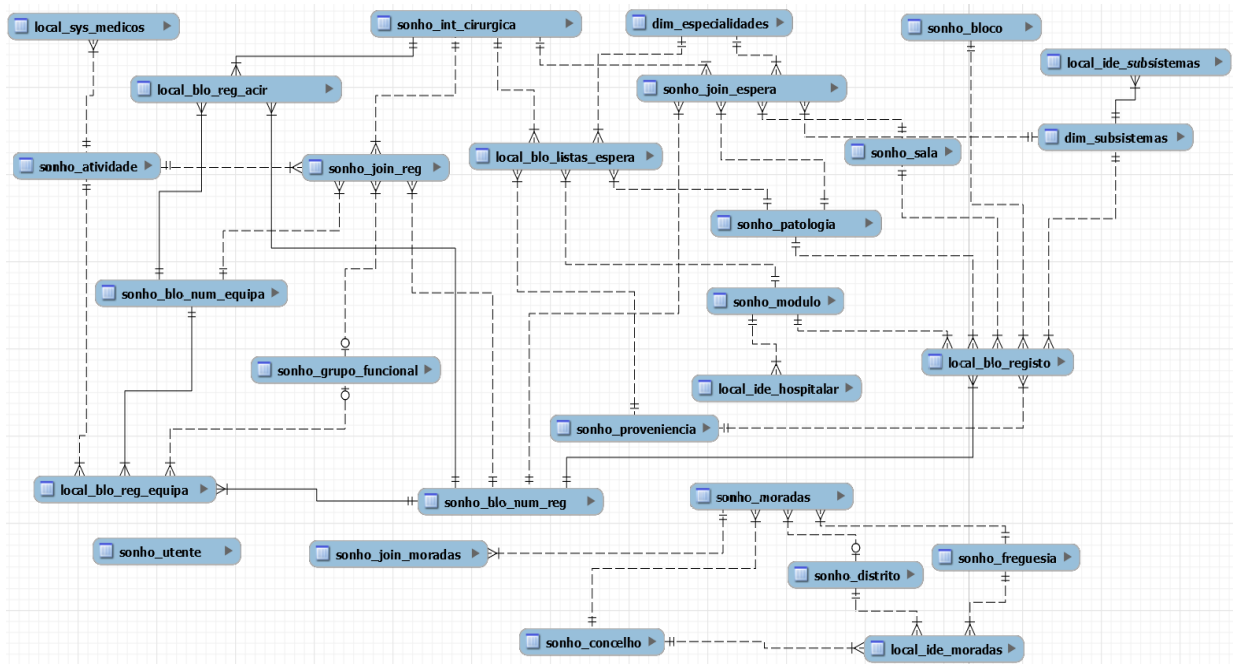 local_sys_medicos
sonho_int_cirurgica
dim_especialidades
sonho_bloco
local_ide_subsistemas
local_blo_reg_acir
sonho_join_espera
dim_subsistemas
sonho_atividade
sonho_join_reg
local_blo_listas_espera
sonho_sala
sonho_patologia
sonho_blo_num_equipa
sonho_modulo
sonho_grupo_funcional
local_ide_hospitalar
local_blo_registo
sonho_proveniencia
local_blo_reg_equipa
sonho_blo_num_reg
sonho_moradas
sonho_utente
sonho_join_moradas
sonho_distrito
sonho_freguesia
sonho_concelho
local_ide_moradas